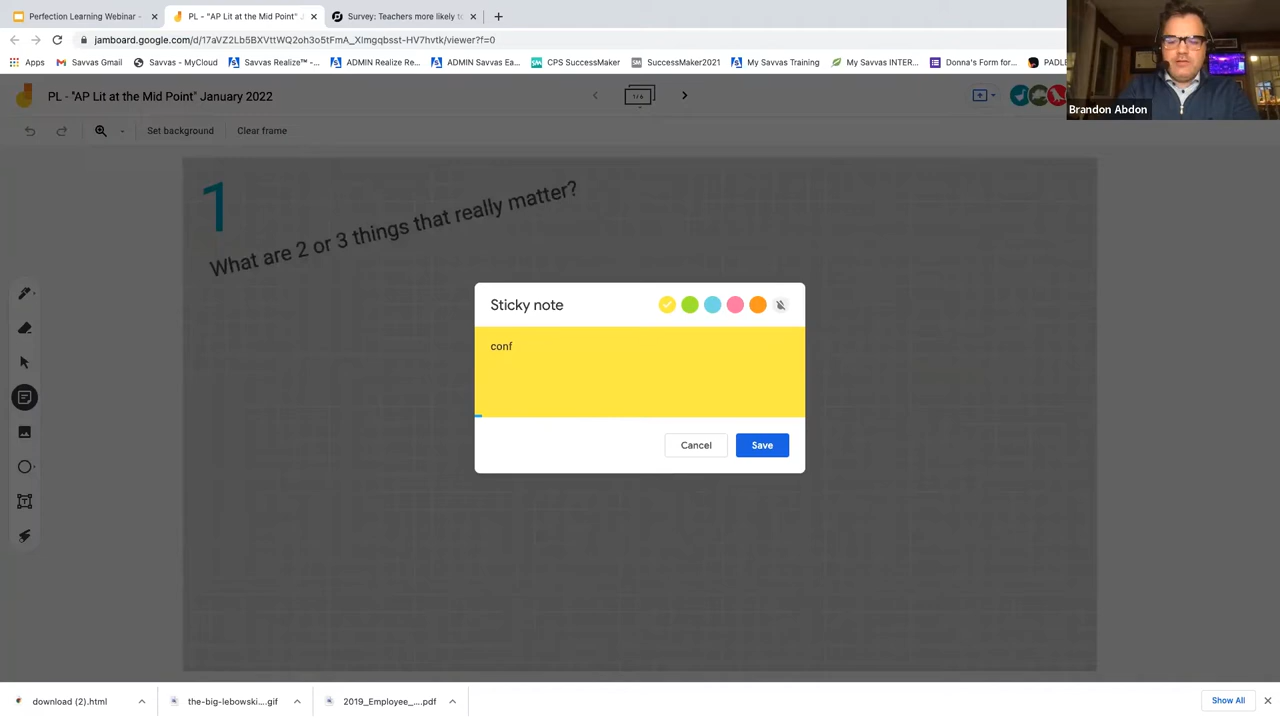 Perfection Learning Webinar -
PL - "AP Lit at the Mid Point" J
Survey: Teachers more likely to
jamboard.google.com/d/17aVZ2Lb5BXVttWQ2oh3o5tFmA_XImgqbsst-HV7hvtk/viewer?f=0
Apps
Savvas Gmail
Savvas - MyCloud
Savvas Realize™-...
ADMIN Realize Re...
ADMIN Savvas Ea...
CPS SuccessMaker
SM
SuccessMaker2021
My Savvas Training
My Savvas INTER...
Donna's Form for...
PADLE
Brandon Abdon
PL - "AP Lit at the Mid Point" January 2022
1/6
Set background
Clear frame
1
What are 2 or 3 things that really matter?
Sticky note
conf
Cancel
Save
download (2).html
the-big-lebowski....gif
2019_Employee_....pdf
Show All